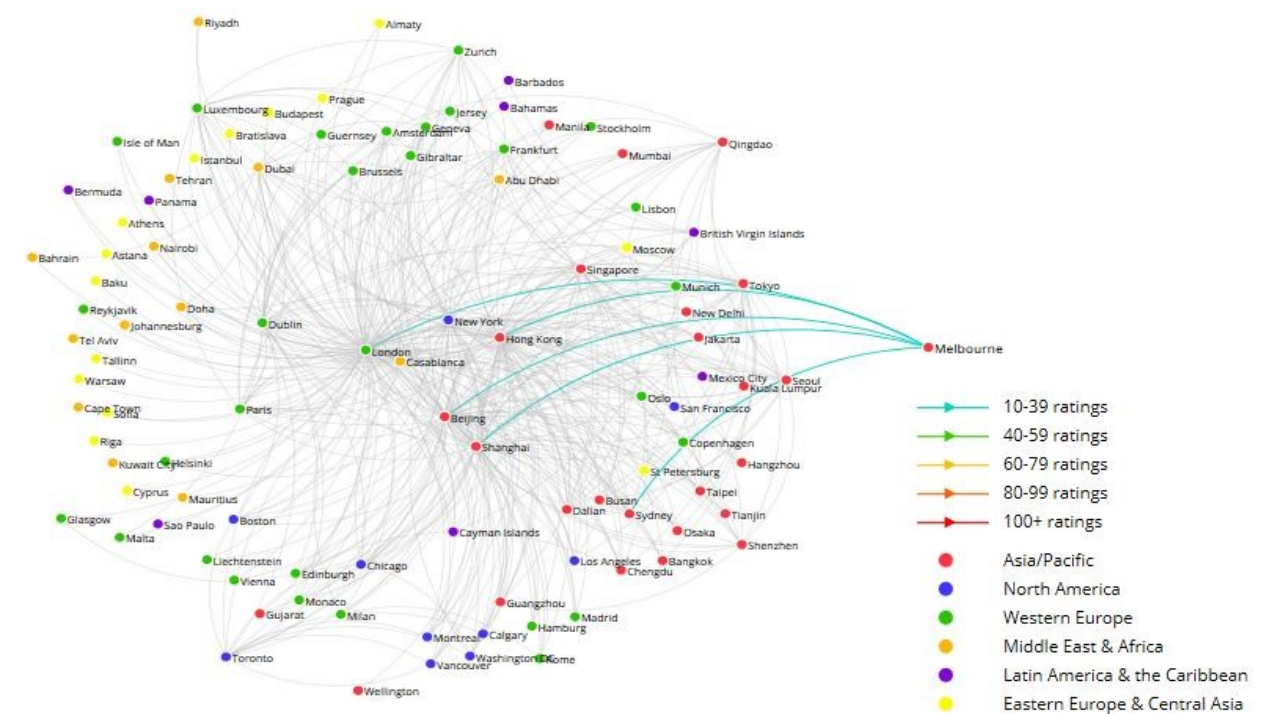 Riyadh
Almaty
Zurich
Barbados
Prague
Bahamas
Luxembourg
Budapest
Jersey
Geneva
Manila
Stockholm
Bratislava
Guernsey
Amsterdam
Isle of Man
Qingdao
Frankfurt
Mumbai
Istanbul
Gibraltar
Dubai
Brussels
Tehran
Abu Dhabi
Bermuda
Panama
Lisbon
Athens
British Virgin Islands
Nairobi
Moscow
Bahrain
Astana
Singapore
Baku
Munich
Tokyo
Reykjavik
Doha
New Delhi
Johannesburg
Dublin
New York
Tel Aviv
Hong Kong
Jakarta
Melbourne
London
Tallinn
Casablanca
Warsaw
Mexico City
Seoul
Kuala Lumpur
Oslo
Cape Town
Sofia
Paris
San Francisco
10-39 ratings
Beijing
40-59 ratings
Riga
Shanghai
Copenhagen
Kuwait City
Helsinki
Hangzhou
60-79 ratings
St Petersburg
Cyprus
Mauritius
Taipei
80-99 ratings
Busan
Dalian
Sydney
Tianjin
Glasgow
Sao Paulo
Boston
100+ ratings
Malta
Cayman Islands
Osaka
Shenzhen
Liechtenstein
Chicago
Los Angeles
Bangkok
Asia/Pacific
Edinburgh
Chengdu
Vienna
North America
Monaco
Guangzhou
Gujarat
Milan
Madrid
Western Europe
Hamburg
Montreal
Calgary
Middle East & Africa
Toronto
Washington DC
Rome
Vancouver
Latin America & the Caribbean
Wellington
Eastern Europe & Central Asia